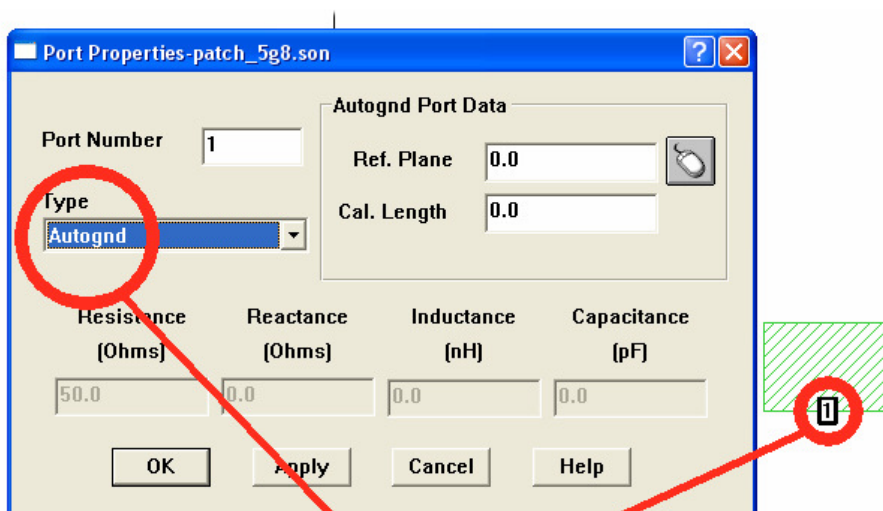 Port Properties-patch_5g8.son
Autognd Port Data
Port Number 1
Ref. Plane 0.0
Type
Cal. Length 0.0
Autognd
Resistance Reactance Inductance Capacitance
(Ohms) (Ohms) (nH) (pF)
50.0 0.0 0.0 0.0
OK Apply Cancel Help
1